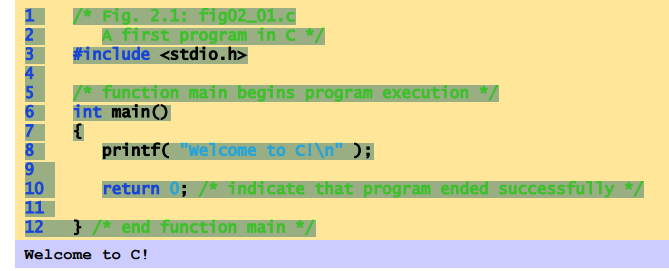 1 /* Fig. 2.1: fig02_01.c
2 A first program in C */
3 #include <stdio.h>
4
5 /* function main begins program execution */
6 int main()
7 {
8 printf( "Welcome to C!\n" );
9
10 return 0; /* indicate that program ended successfully */
11
12 } /* end function main */
Welcome to C!